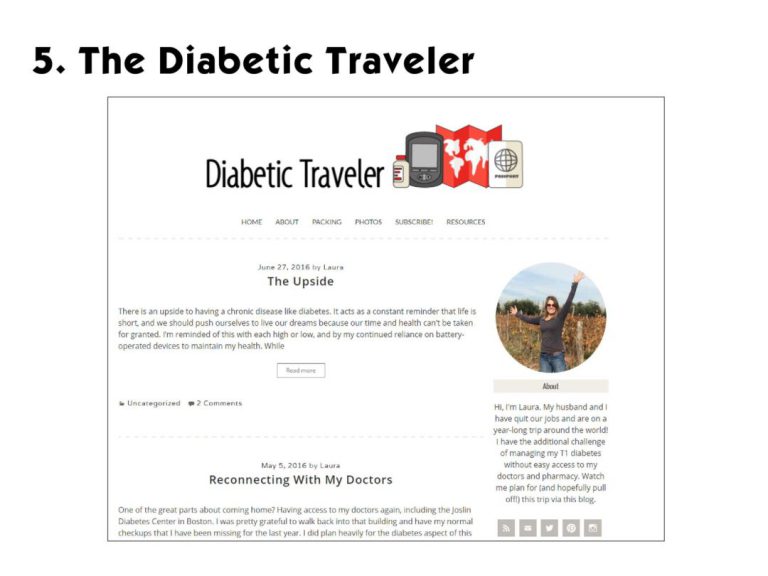 5. The Diabetic Traveler
Diabetic Traveler
PASSPORT
HOME ABOUT PACKING PHOTOS SUBSCRIBE! RESOURCES
June 27, 2016 by Laura
The Upside
There is an upside to having a chronic disease like diabetes. It acts as a constant reminder that life is
short, and we should push ourselves to live our dreams because our time and health can't be taken
for granted. I'm reminded of this with each high or low, and by my continued reliance on battery-
operated devices to maintain my health. While
Read more
Uncategorized 2 Comments
May 5, 2016 by Laura
Reconnecting With My Doctors
One of the great parts about coming home? Having access to my doctors again, including the Joslin
Diabetes Center in Boston. I was pretty grateful to walk back into that building and have my normal
checkups that I have been missing for the last year. I did plan heavily for the diabetes aspect of this
About
Hi, I'm Laura. My husband and I
have quit our jobs and are on a
year-long trip around the world!
I have the additional challenge
of managing my T1 diabetes
without easy access to my
doctors and pharmacy. Watch
me plan for (and hopefully pull
off!) this trip via this blog.